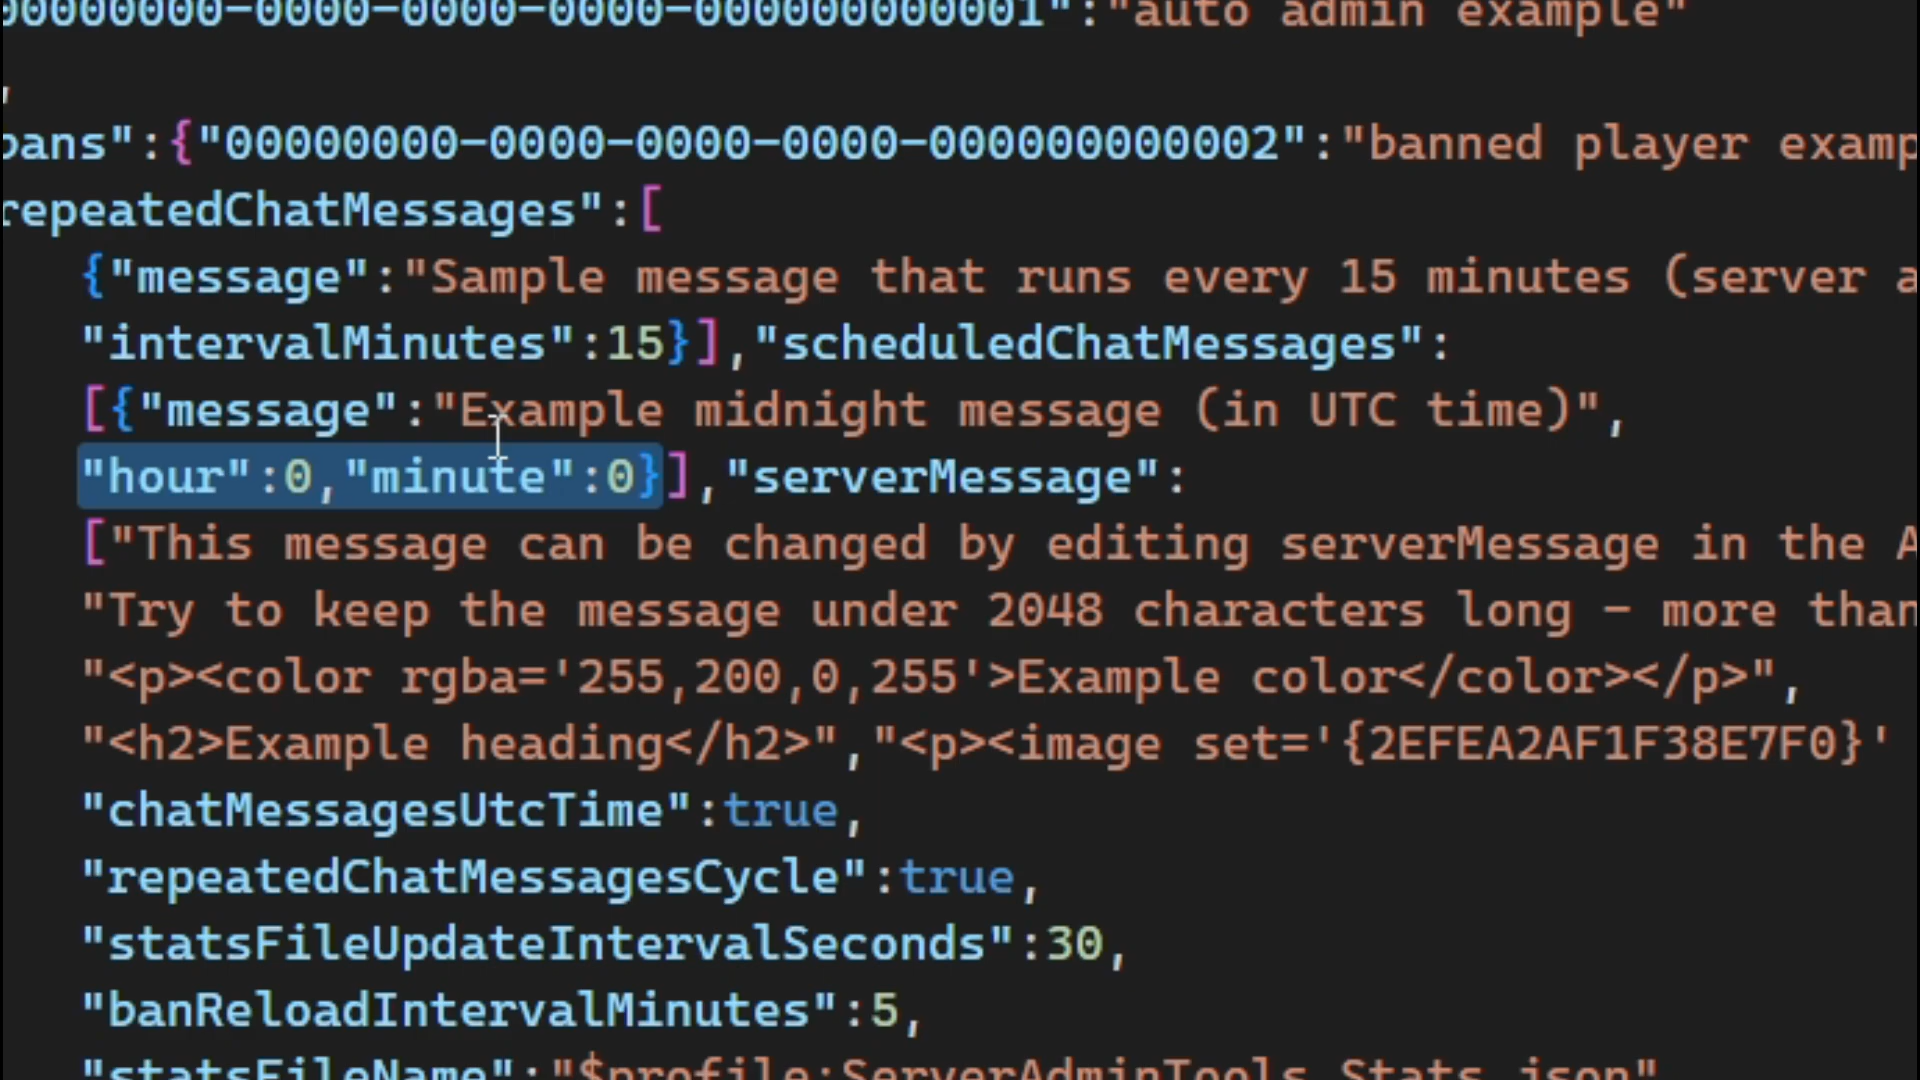 00000000-0000-0000-0000-000000000001":"auto admin example"
,
bans":{"00000000-0000-0000-0000-000000000002":"banned player examp
repeatedChatMessages":[
{"message":"Sample message that runs every 15 minutes (server a
"intervalMinutes":15}],"scheduledChatMessages":
[{"message":"Example midnight message (in UTC time)",
"hour":0,"minute":0}],"serverMessage":
["This message can be changed by editing serverMessage in the A
"Try to keep the message under 2048 characters long - more than
"<p><color rgba='255,200,0,255'>Example color</color></p>",
"<h2>Example heading</h2>","<p><image set='{2EFEA2AF1F38E7F0}'
"chatMessagesUtcTime":true,
"repeatedChatMessagesCycle":true,
"statsFileUpdateIntervalSeconds":30,
"banReloadIntervalMinutes":5,
"statsFileName":"$profile:ServerAdminTools_Stats.json"